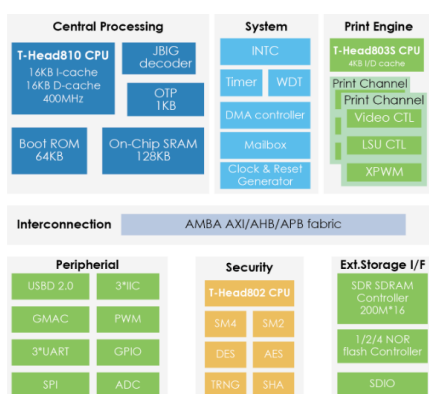 Central Processing
T-Head810 CPU
16KB I-cache
16KB D-cache
400MHz
JBIG
decoder
OTP
1KB
Boot ROM
64KB
On-Chip SRAM
128KB
System
INTC
Timer
WDT
DMA controller
Mailbox
Clock & Reset
Generator
Print Engine
T-Head803S CPU
4KB I/D cache
Print Channel
Print Channel
Video CTL
LSU CTL
XPWM
Interconnection
AMBA AXI/AHB/APB fabric
Peripherial
USBD 2.0
3*IIC
GMAC
PWM
3*UART
GPIO
SPI
ADC
Security
T-Head802 CPU
SM4
SM2
DES
AES
TRNG
SHA
Ext.Storage I/F
SDR SDRAM
Controller
200M*16
1/2/4 NOR
flash Controller
SDIO